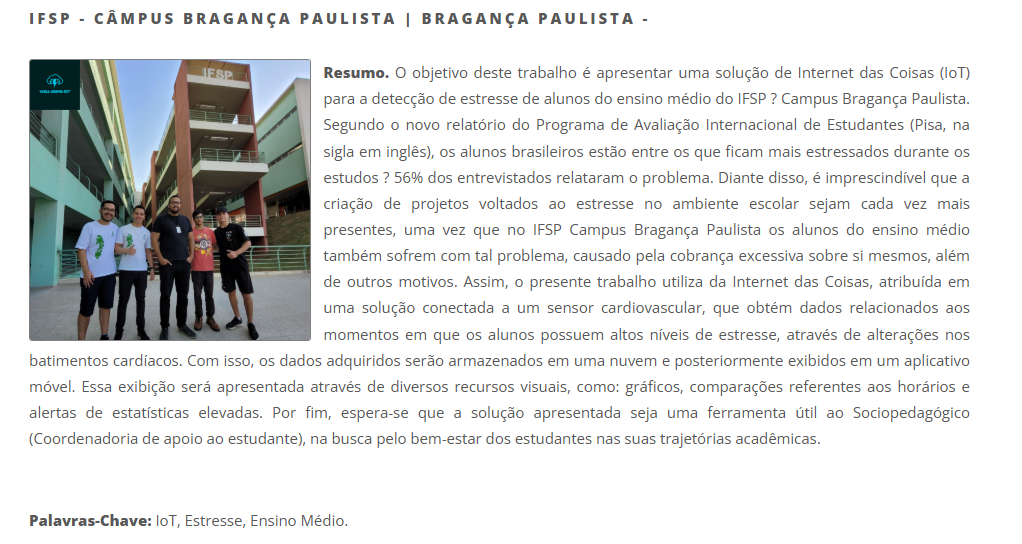 IFSP - CÂMPUS BRAGANÇA PAULISTA | BRAGANÇA PAULISTA -
WELL BEING IOT
IFSP
Resumo. O objetivo deste trabalho é apresentar uma solução de Internet das Coisas (IoT)
para a detecção de estresse de alunos do ensino médio do IFSP ? Campus Bragança Paulista.
Segundo o novo relatório do Programa de Avaliação Internacional de Estudantes (Pisa, na
sigla em inglês), os alunos brasileiros estão entre os que ficam mais estressados durante os
estudos ? 56% dos entrevistados relataram o problema. Diante disso, é imprescindível que a
criação de projetos voltados ao estresse no ambiente escolar sejam cada vez mais
presentes, uma vez que no IFSP Campus Bragança Paulista os alunos do ensino médio
também sofrem com tal problema, causado pela cobrança excessiva sobre si mesmos, além
de outros motivos. Assim, o presente trabalho utiliza da Internet das Coisas, atribuída em
uma solução conectada a um sensor cardiovascular, que obtém dados relacionados aos
momentos em que os alunos possuem altos níveis de estresse, através de alterações nos
batimentos cardíacos. Com isso, os dados adquiridos serão armazenados em uma nuvem e posteriormente exibidos em um aplicativo
móvel. Essa exibição será apresentada através de diversos recursos visuais, como: gráficos, comparações referentes aos horários e
alertas de estatísticas elevadas. Por fim, espera-se que a solução apresentada seja uma ferramenta útil ao Sociopedagógico
(Coordenadoria de apoio ao estudante), na busca pelo bem-estar dos estudantes nas suas trajetórias acadêmicas.
Palavras-Chave: IoT, Estresse, Ensino Médio.